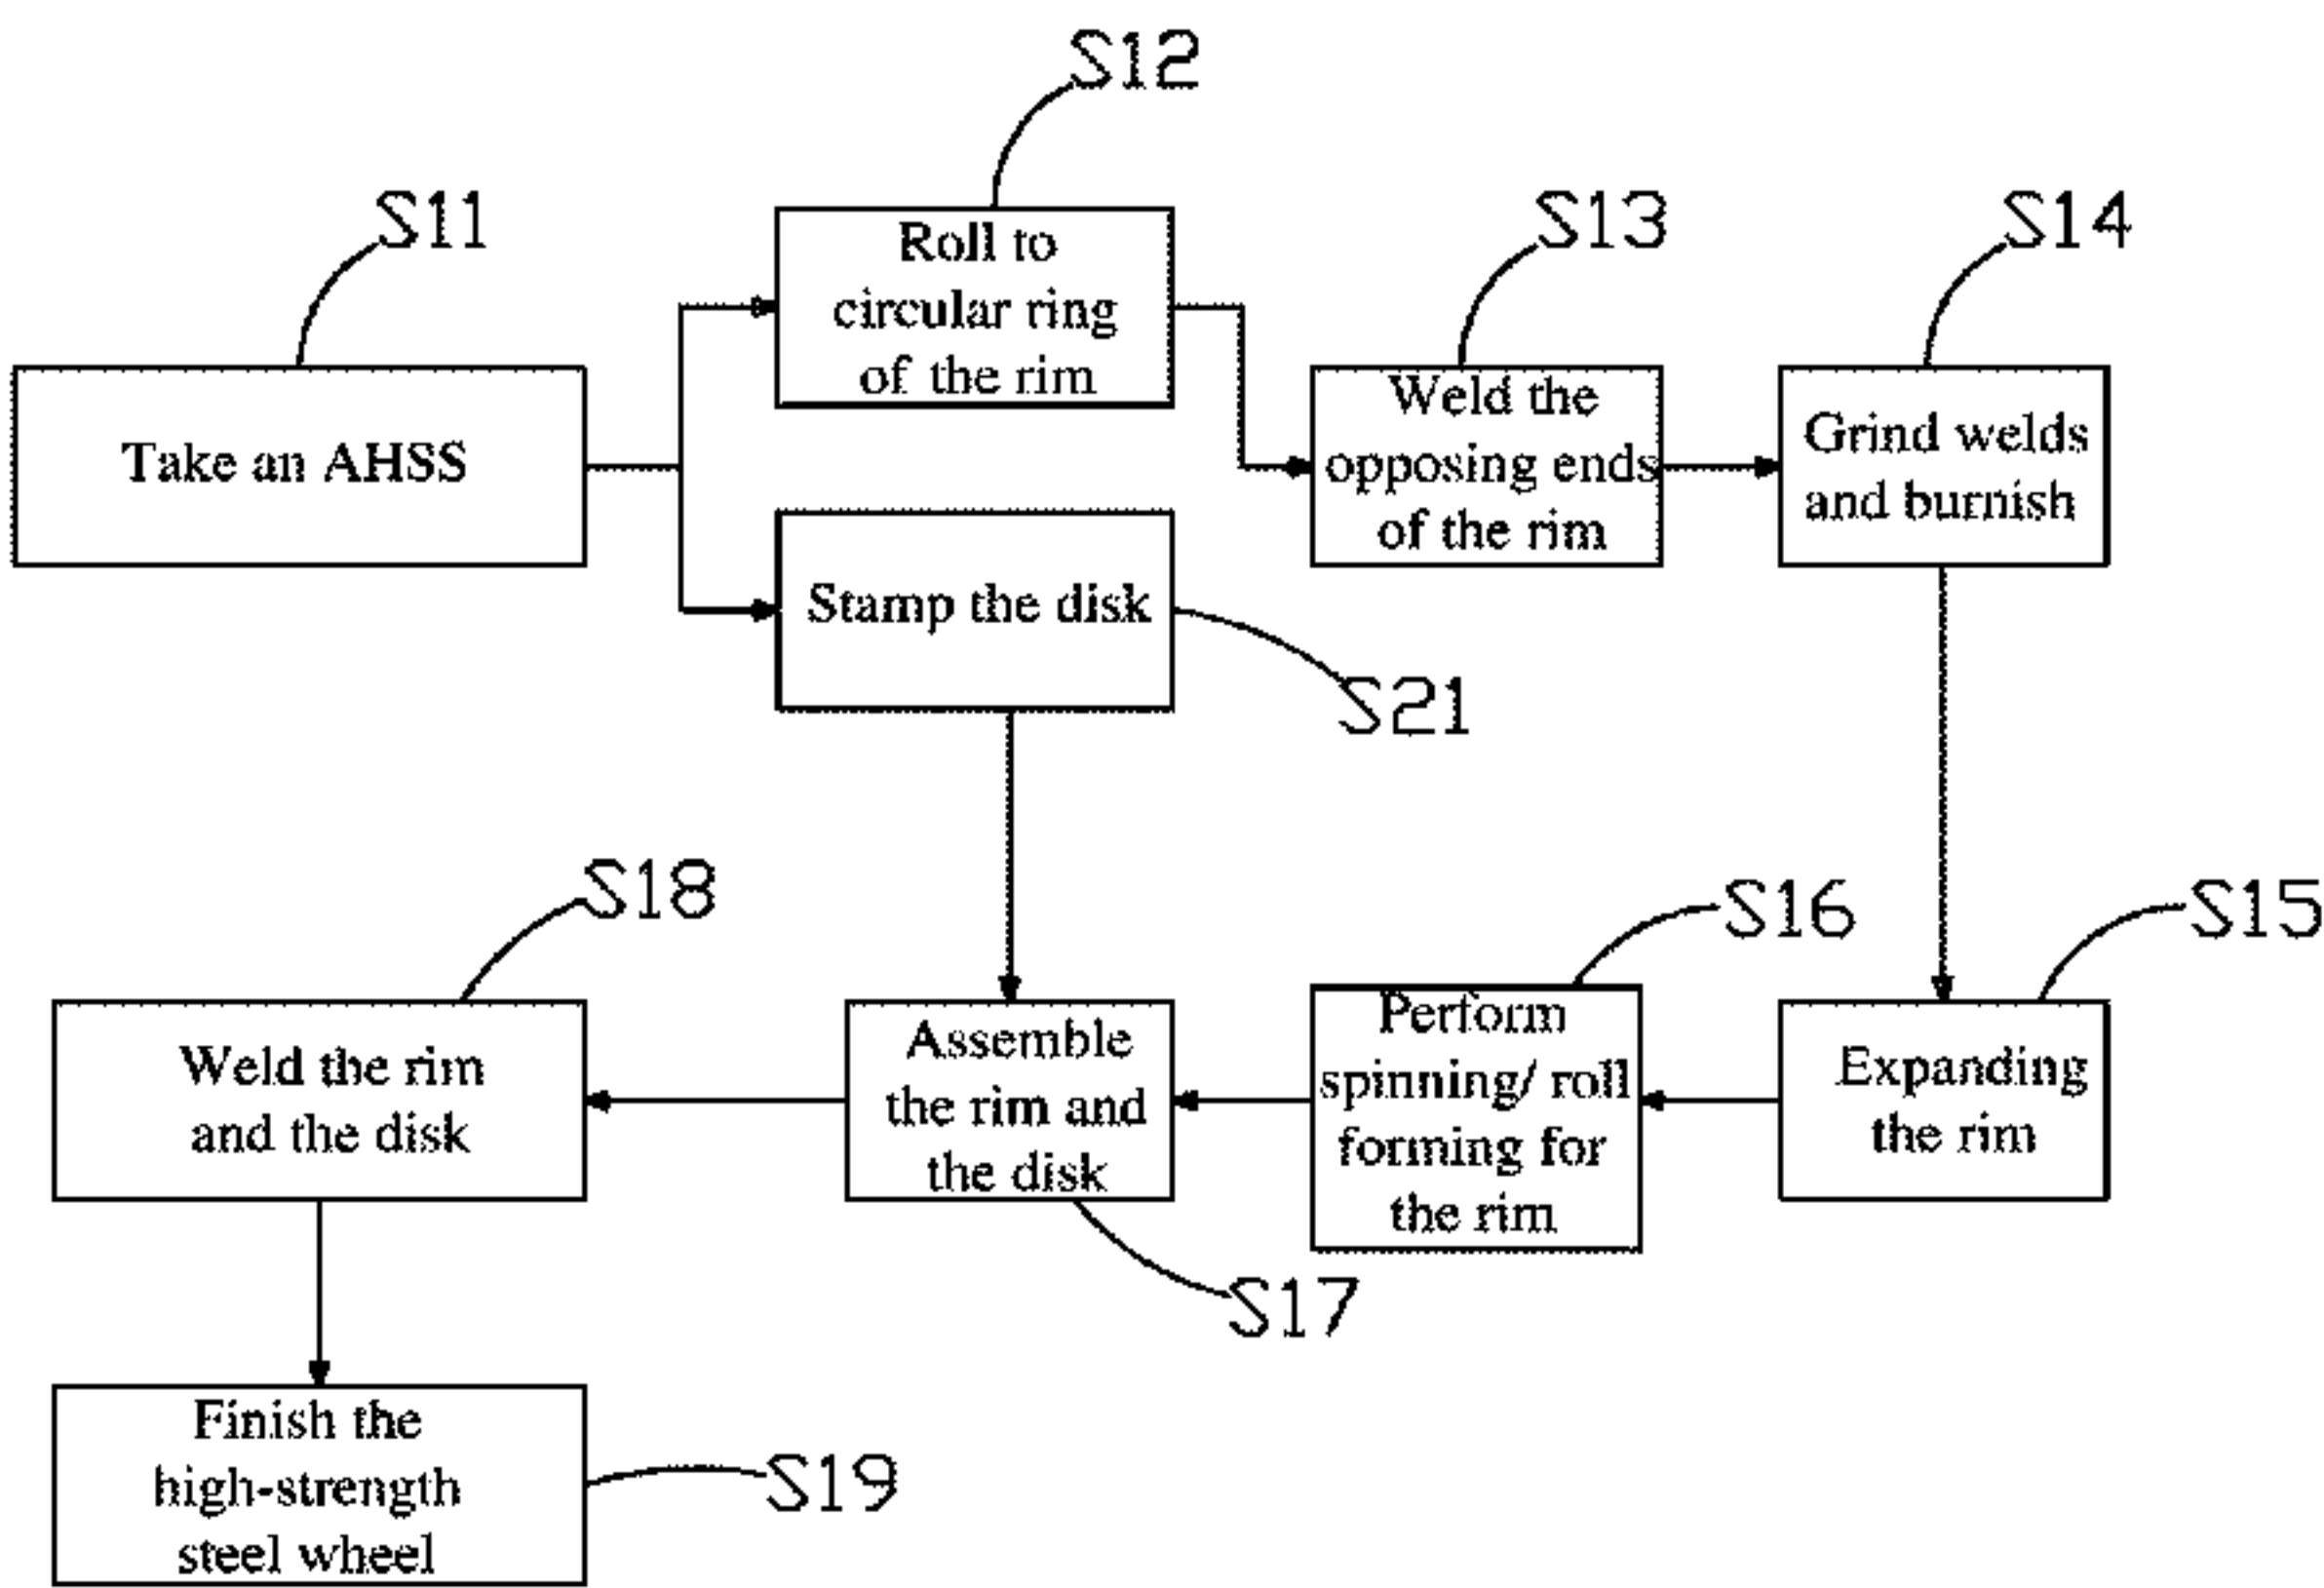 S12
S11
S13
S14
Roll to
circular ring
of the rim
Take an AHSS
Weld the
opposing ends
of the rim
Grind welds
and burnish
Stamp the disk
S21
S18
S16
S15
Weld the rim
and the disk
Assemble
the rim and
the disk
Perform
spinning/ roll
forming for
the rim
Expanding
the rim
S17
Finish the
high-strength
steel wheel
S19